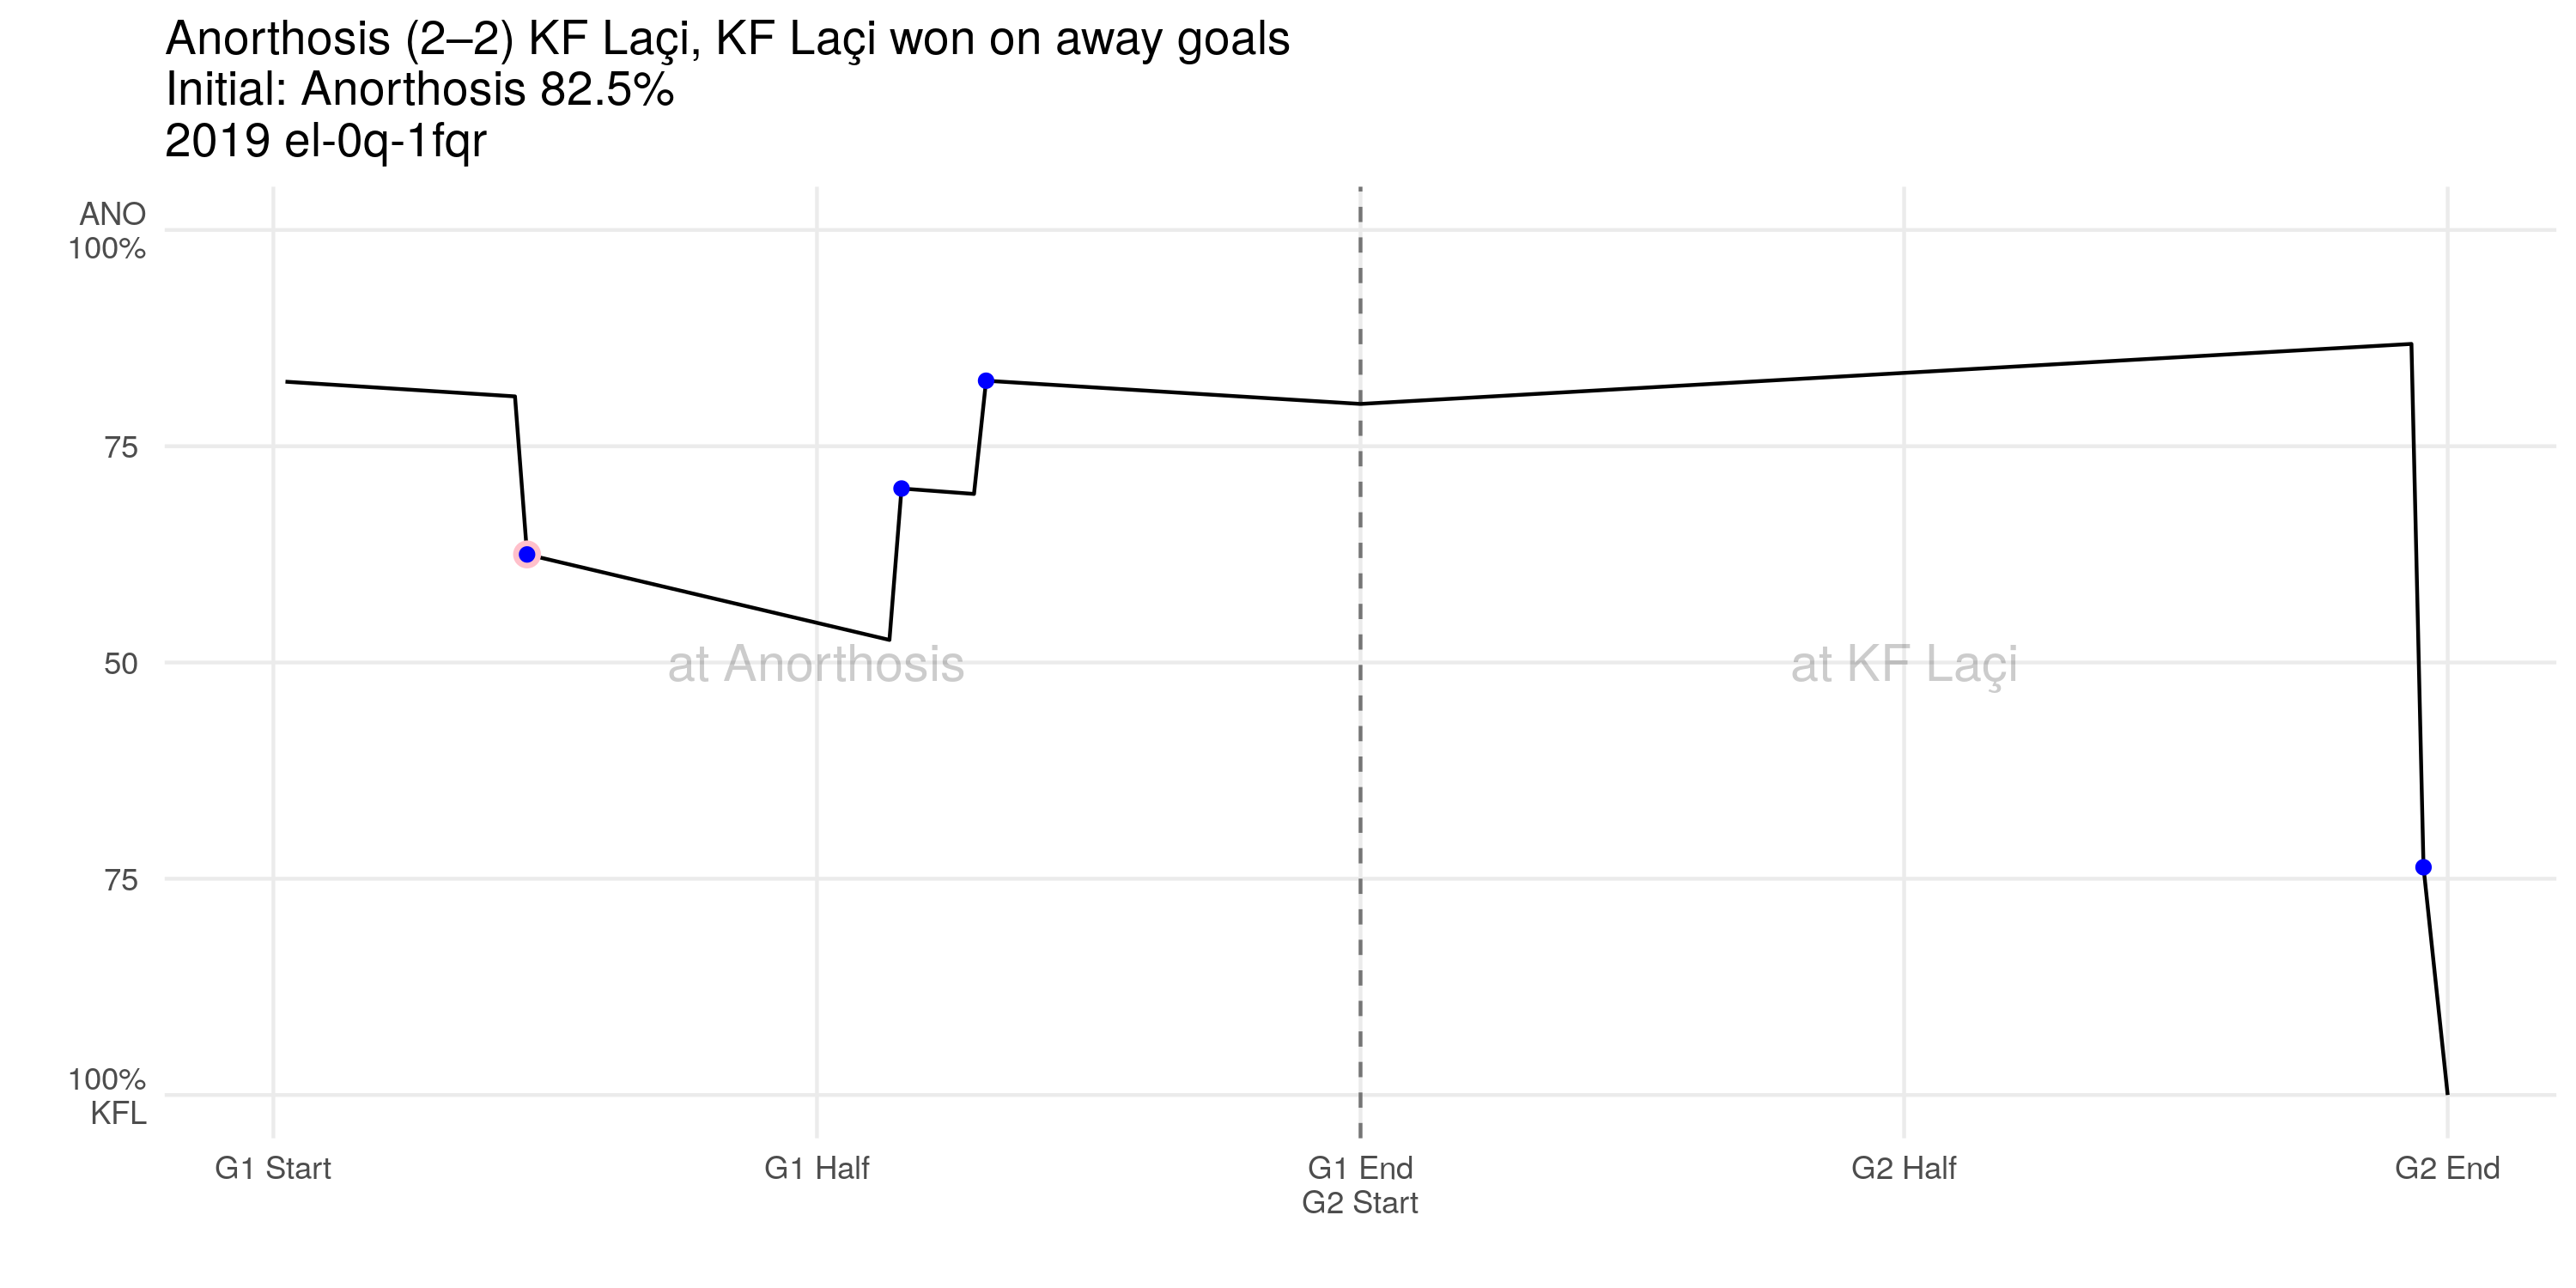 Anorthosis (2–2) KF Laçi, KF Laçi won on away goals
Initial: Anorthosis 82.5%
2019 el-0q-1fqr
ANO
100%
75
50
75
100%
KFL
at Anorthosis
at KF Laçi
G1 Start
G1 Half
G1 End
G2 Start
G2 Half
G2 End